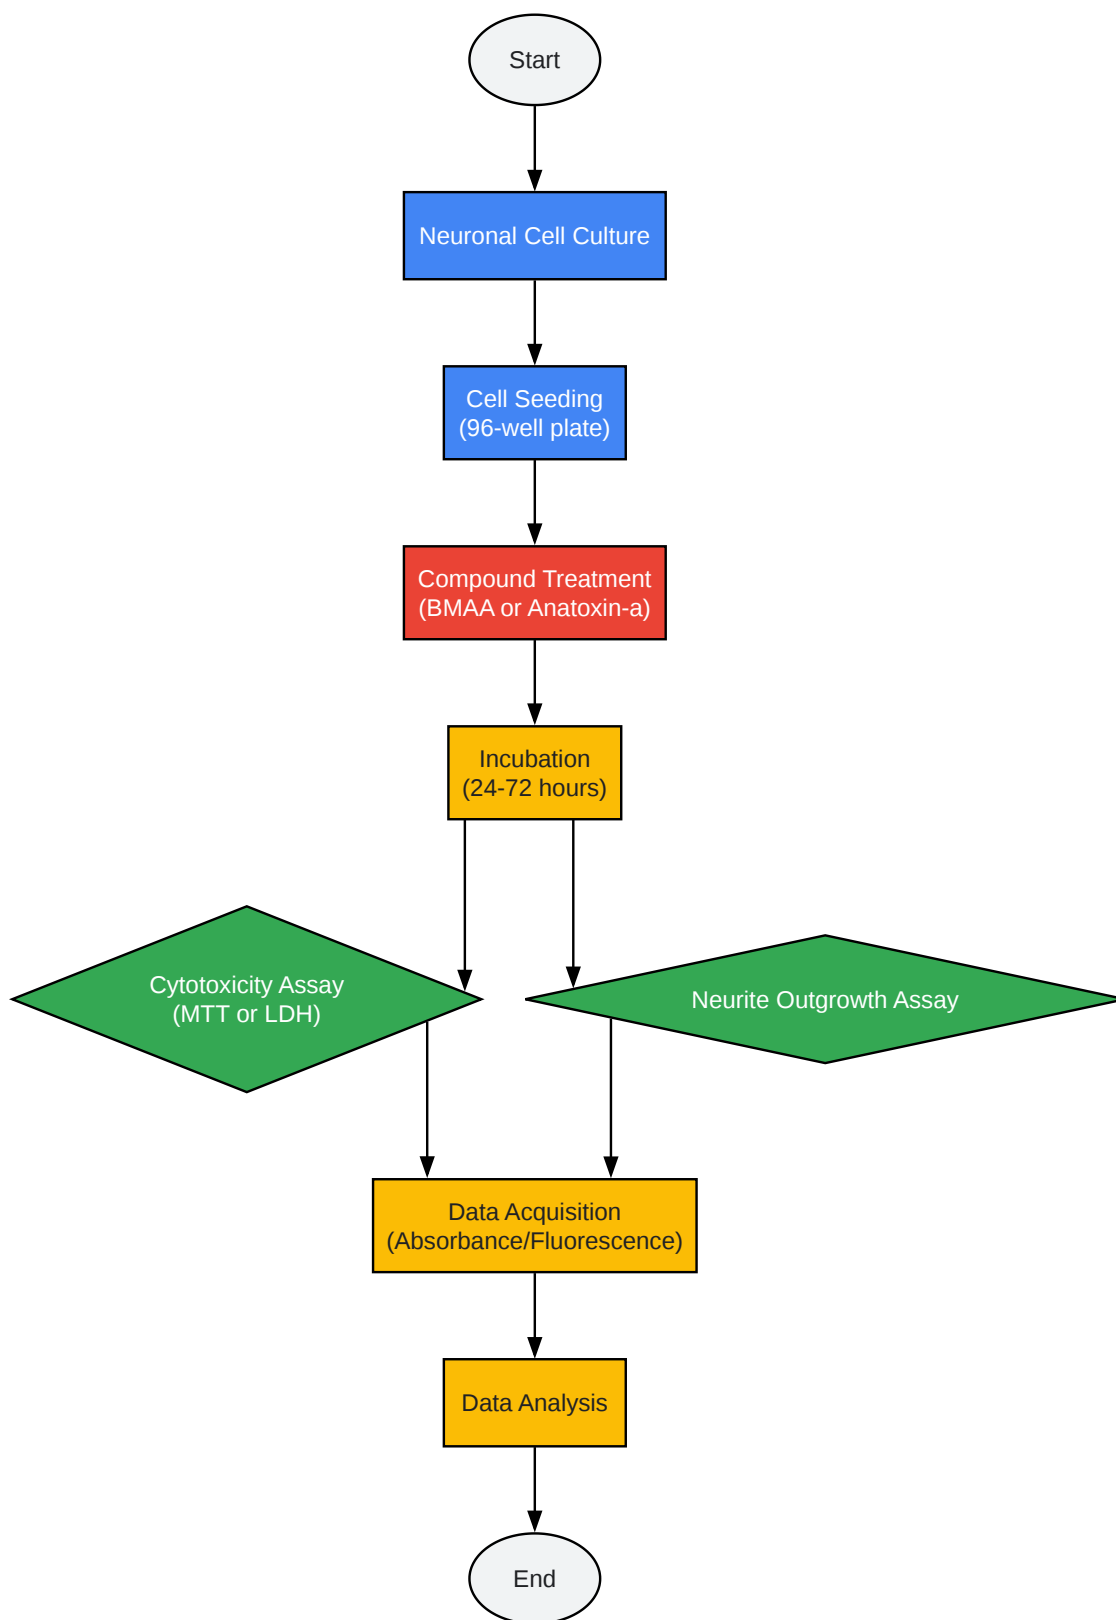 Start
Neuronal Cell Culture
Cell Seeding
(96-well plate)
Compound Treatment
(BMAA or Anatoxin-a)
Incubation
(24-72 hours)
Cytotoxicity Assay
(MTT or LDH)
Neurite Outgrowth Assay
Data Acquisition
(Absorbance/Fluorescence)
Data Analysis
End